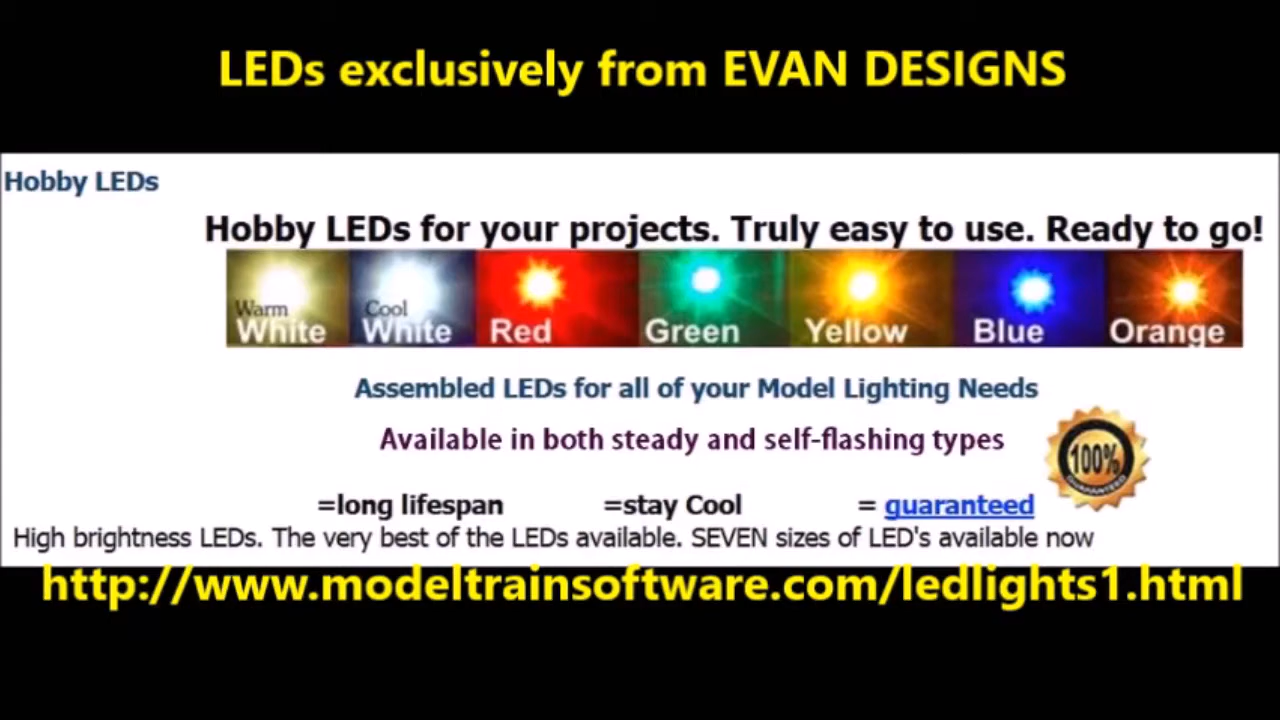 LEDs exclusively from EVAN DESIGNS
Hobby LEDs
Hobby LEDs for your projects. Truly easy to use. Ready to go!
Warm White Cool White Red Green Yellow Blue Orange
Assembled LEDs for all of your Model Lighting Needs
Available in both steady and self-flashing types
100%
GUARANTEED
=long lifespan =stay Cool = guaranteed
High brightness LEDs. The very best of the LEDs available. SEVEN sizes of LED's available now
http://www.modeltrainsoftware.com/ledlights1.html